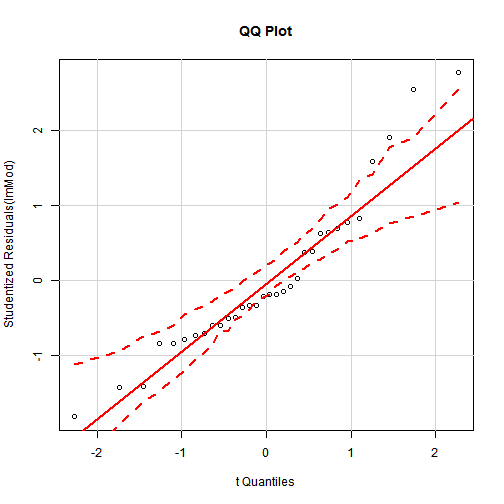 QQ Plot
Studentized Residuals(lmMod)
2
1
0
-1
-2 -1 0 1 2
t Quantiles